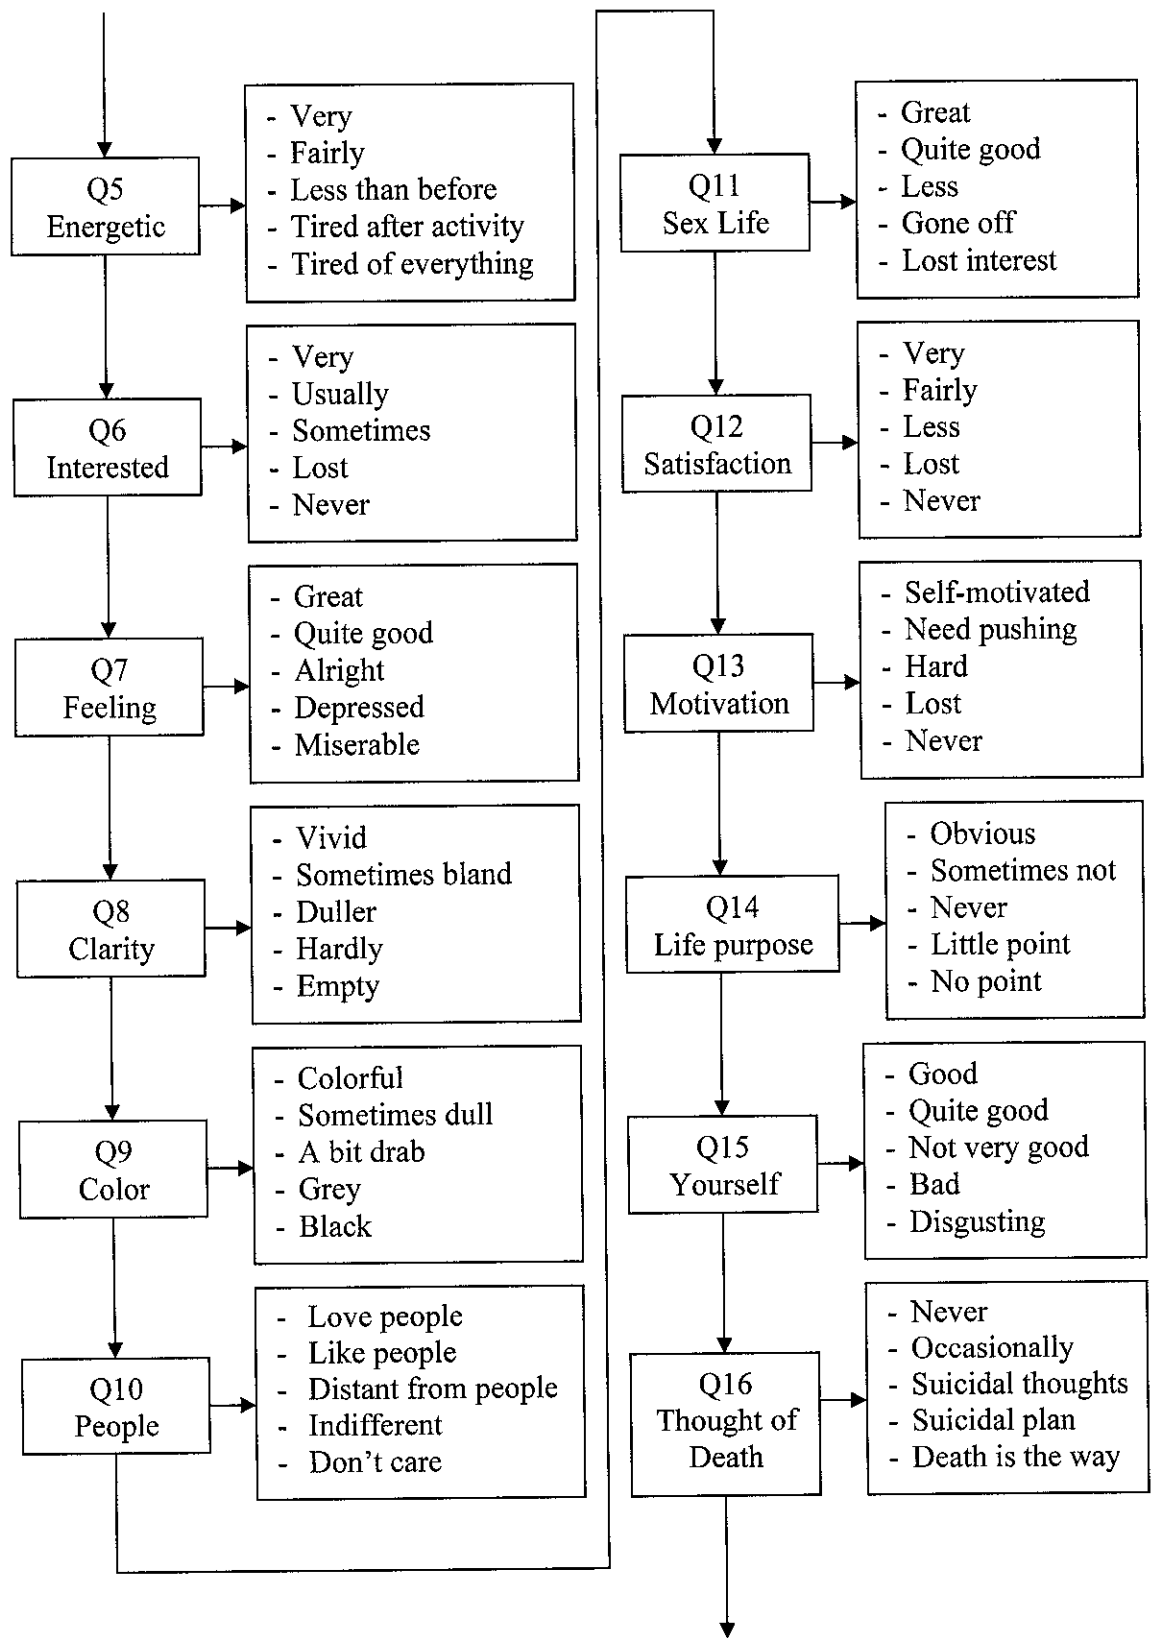 Q5
Energetic
- Very
- Fairly
- Less than before
- Tired after activity
- Tired of everything
Q6
Interested
- Very
- Usually
- Sometimes
- Lost
- Never
Q7
Feeling
- Great
- Quite good
- Alright
- Depressed
- Miserable
Q8
Clarity
- Vivid
- Sometimes bland
- Duller
- Hardly
- Empty
Q9
Color
- Colorful
- Sometimes dull
- A bit drab
- Grey
- Black
Q10
People
- Love people
- Like people
- Distant from people
- Indifferent
- Don't care
Q11
Sex Life
- Great
- Quite good
- Less
- Gone off
- Lost interest
Q12
Satisfaction
- Very
- Fairly
- Less
- Lost
- Never
Q13
Motivation
- Self-motivated
- Need pushing
- Hard
- Lost
- Never
Q14
Life purpose
- Obvious
- Sometimes not
- Never
- Little point
- No point
Q15
Yourself
- Good
- Quite good
- Not very good
- Bad
- Disgusting
Q16
Thought of
Death
- Never
- Occasionally
- Suicidal thoughts
- Suicidal plan
- Death is the way